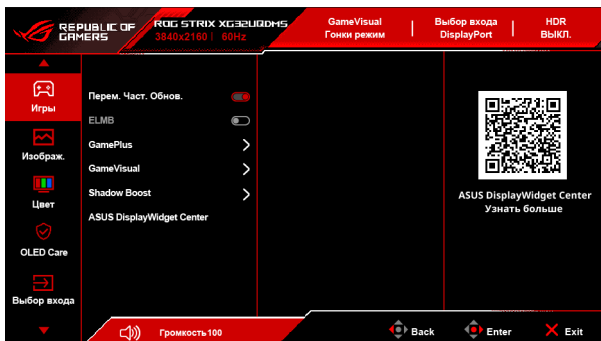 REPUBLIC OF
GAMERS
ROG STRIX XG32UQDMS
3840x2160 | 60Hz
GameVisual
Гонки режим
Выбор входа
DisplayPort
HDR
ВЫКЛ.
Игры
Изображ.
Цвет
OLED Care
Выбор входа
Перем. Част. Обнов.
ELMB
GamePlus
GameVisual
Shadow Boost
ASUS DisplayWidget Center
ASUS DisplayWidget Center
Узнать больше
Громкость 100
Back
Enter
Exit